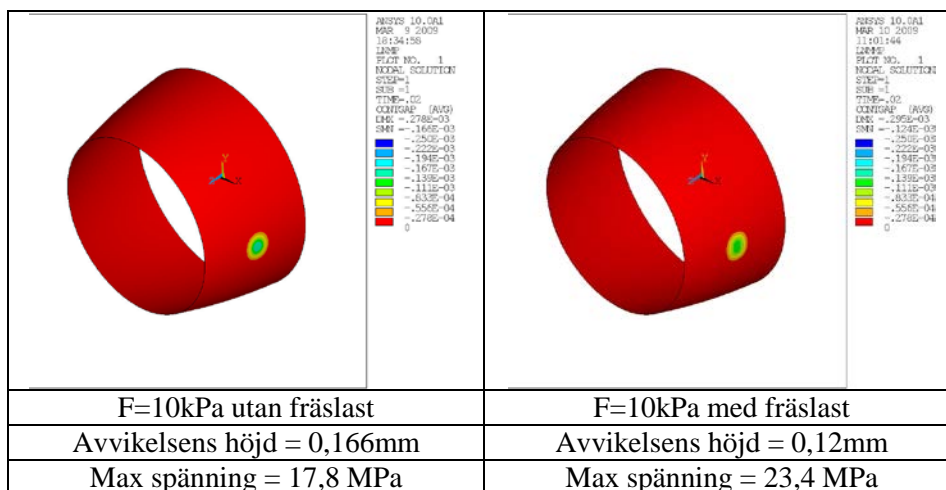 ANSYS 10.0A1
MAR 9 2009
18:34:58
PLOT NO. 1
NODAL SOLUTION
STEP=1
SUB =1
TIME=.02
CONTGAP (AVG)
DMX =.278E-03
SMN =-.166E-03
-.250E-03
-.222E-03
-.194E-03
-.167E-03
-.139E-03
-.111E-03
-.833E-04
-.556E-04
-.278E-04
0
Y
X
ANSYS 10.0A1
MAR 10 2009
11:01:44
PLOT NO. 1
NODAL SOLUTION
STEP=1
SUB =1
TIME=.02
CONTGAP (AVG)
DMX =.295E-03
SMN =-.124E-03
-.250E-03
-.222E-03
-.194E-03
-.167E-03
-.139E-03
-.111E-03
-.833E-04
-.556E-04
-.278E-04
0
Y
X
F=10kPa utan fräslast
F=10kPa med fräslast
Avvikelsens höjd = 0,166mm
Avvikelsens höjd = 0,12mm
Max spänning = 17,8 MPa
Max spänning = 23,4 MPa